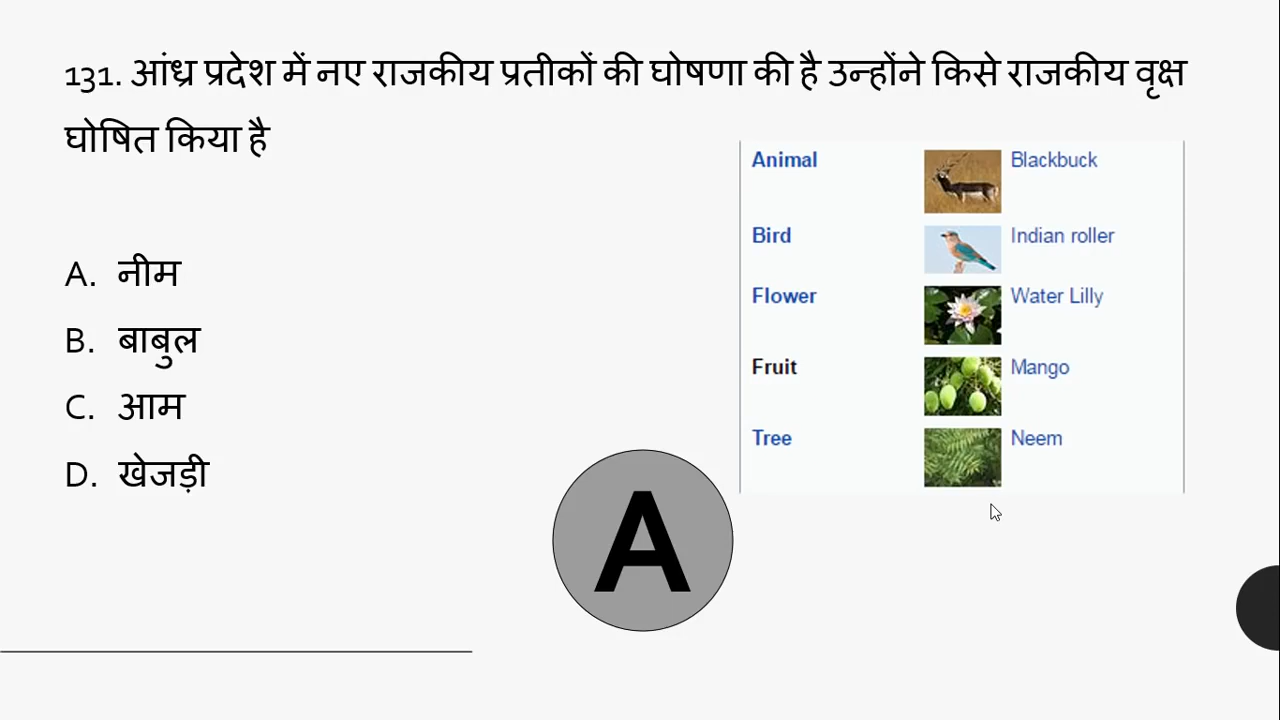 131. आंध्र प्रदेश में नए राजकीय प्रतीकों की घोषणा की है उन्होंने किसे राजकीय वृक्ष
घोषित किया है
A. नीम
B. बाबुल
C. आम
D. खेजड़ी
Animal Blackbuck
Bird Indian roller
Flower Water Lilly
Fruit Mango
Tree Neem
A